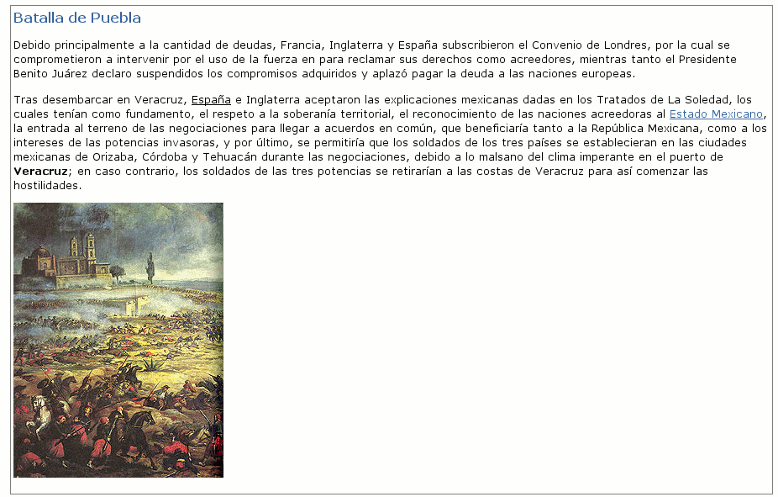 Batalla de Puebla
Debido principalmente a la cantidad de deudas, Francia, Inglaterra y España subscribieron el Convenio de Londres, por la cual se
comprometieron a intervenir por el uso de la fuerza en para reclamar sus derechos como acreedores, mientras tanto el Presidente
Benito Juárez declaro suspendidos los compromisos adquiridos y aplazó pagar la deuda a las naciones europeas.
Tras desembarcar en Veracruz, España e Inglaterra aceptaron las explicaciones mexicanas dadas en los Tratados de La Soledad, los
cuales tenían como fundamento, el respeto a la soberanía territorial, el reconocimiento de las naciones acreedoras al Estado Mexicano,
la entrada al terreno de las negociaciones para llegar a acuerdos en común, que beneficiaría tanto a la República Mexicana, como a los
intereses de las potencias invasoras, y por último, se permitiría que los soldados de los tres países se establecieran en las ciudades
mexicanas de Orizaba, Córdoba y Tehuacán durante las negociaciones, debido a lo malsano del clima imperante en el puerto de
Veracruz; en caso contrario, los soldados de las tres potencias se retirarían a las costas de Veracruz para así comenzar las
hostilidades.